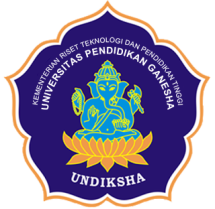 KEMENTERIAN RISET TEKNOLOGI DAN PENDIDIKAN TINGGI
UNIVERSITAS PENDIDIKAN GANESHA
UNDIKSHA